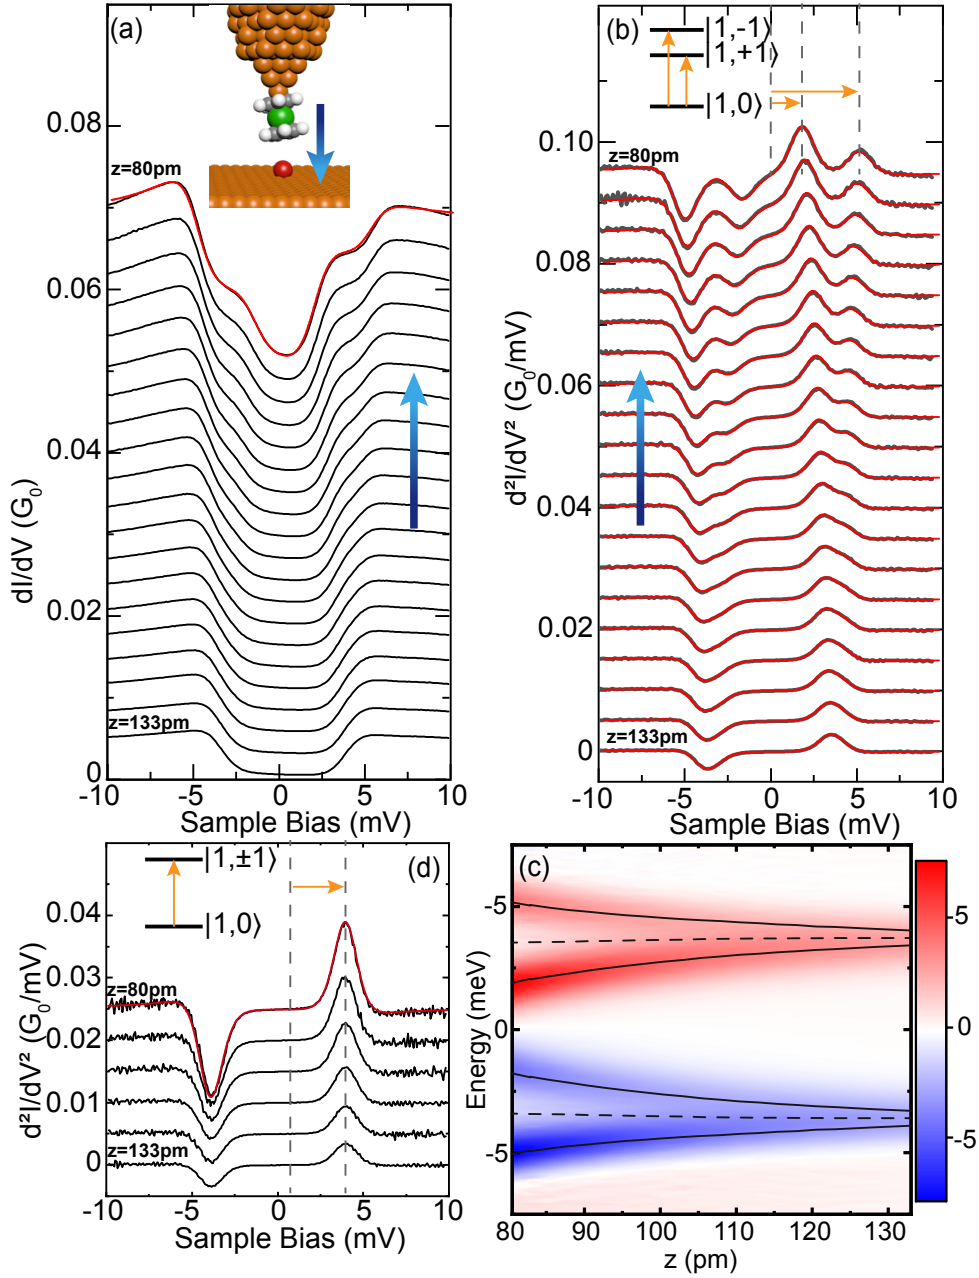 (a)
z=80pm
z=133pm
0.08
0.06
0.04
0.02
0
dI/dV (G₀)
-10 -5 0 5 10
Sample Bias (mV)
(b)
|1,-1⟩
|1,+1⟩
|1,0⟩
z=80pm
z=133pm
0.10
0.08
0.06
0.04
0.02
0
d²I/dV² (G₀/mV)
-10 -5 0 5 10
Sample Bias (mV)
(d)
|1,±1⟩
|1,0⟩
z=80pm
z=133pm
0.04
0.03
0.02
0.01
0
d²I/dV² (G₀/mV)
-10 -5 0 5 10
Sample Bias (mV)
(c)
-5
0
5
Energy (meV)
80 90 100 110 120 130
z (pm)
-5
0
-5